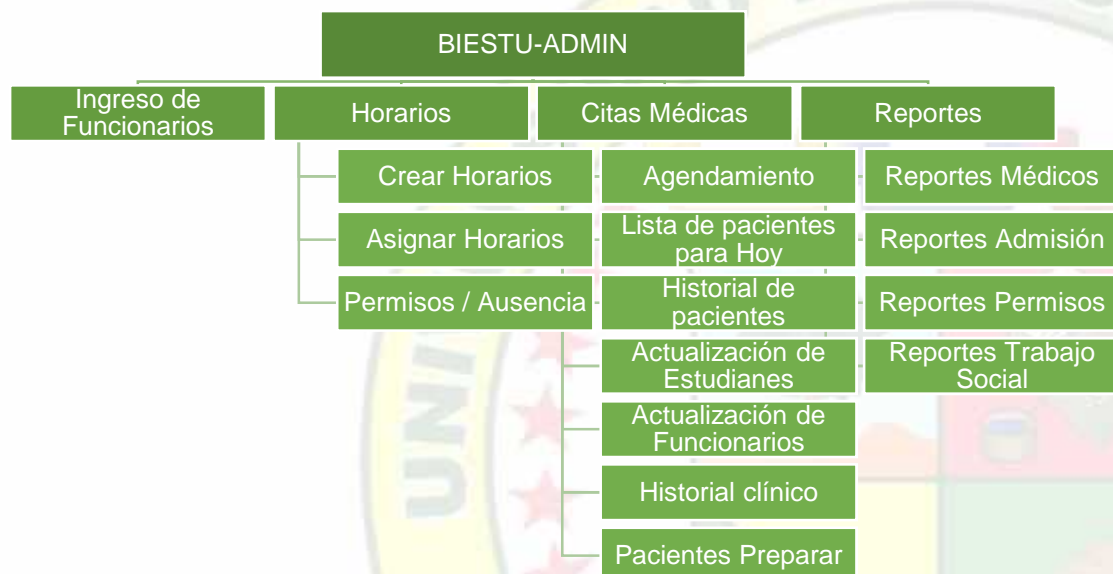 BIESTU-ADMIN
Ingreso de
Funcionarios
Horarios
Citas Médicas
Reportes
Crear Horarios
Asignar Horarios
Permisos / Ausencia
Agendamiento
Lista de pacientes
para Hoy
Historial de
pacientes
Actualización de
Estudianes
Actualización de
Funcionarios
Historial clínico
Pacientes Preparar
Reportes Médicos
Reportes Admisión
Reportes Permisos
Reportes Trabajo
Social
UNI